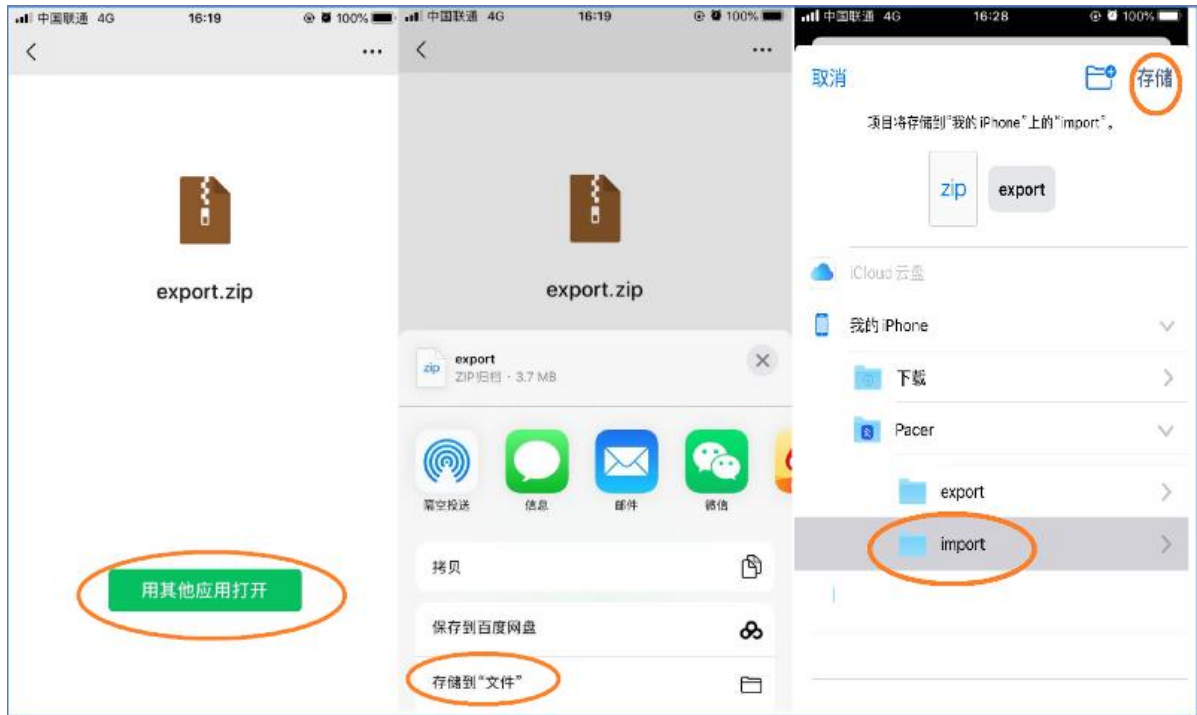 中国联通 4G 16:19 100%
export.zip
用其他应用打开
中国联通 4G 16:19 100%
export.zip
zip
export
ZIP归档 · 3.7 MB
隔空投送 信息 邮件 微信
拷贝
保存到百度网盘
存储到“文件”
中国联通 4G 16:28 100%
取消 存储
项目将存储到“我的 iPhone”上的“import”。
zip export
iCloud 云盘
我的 iPhone
下载
Pacer
export
import